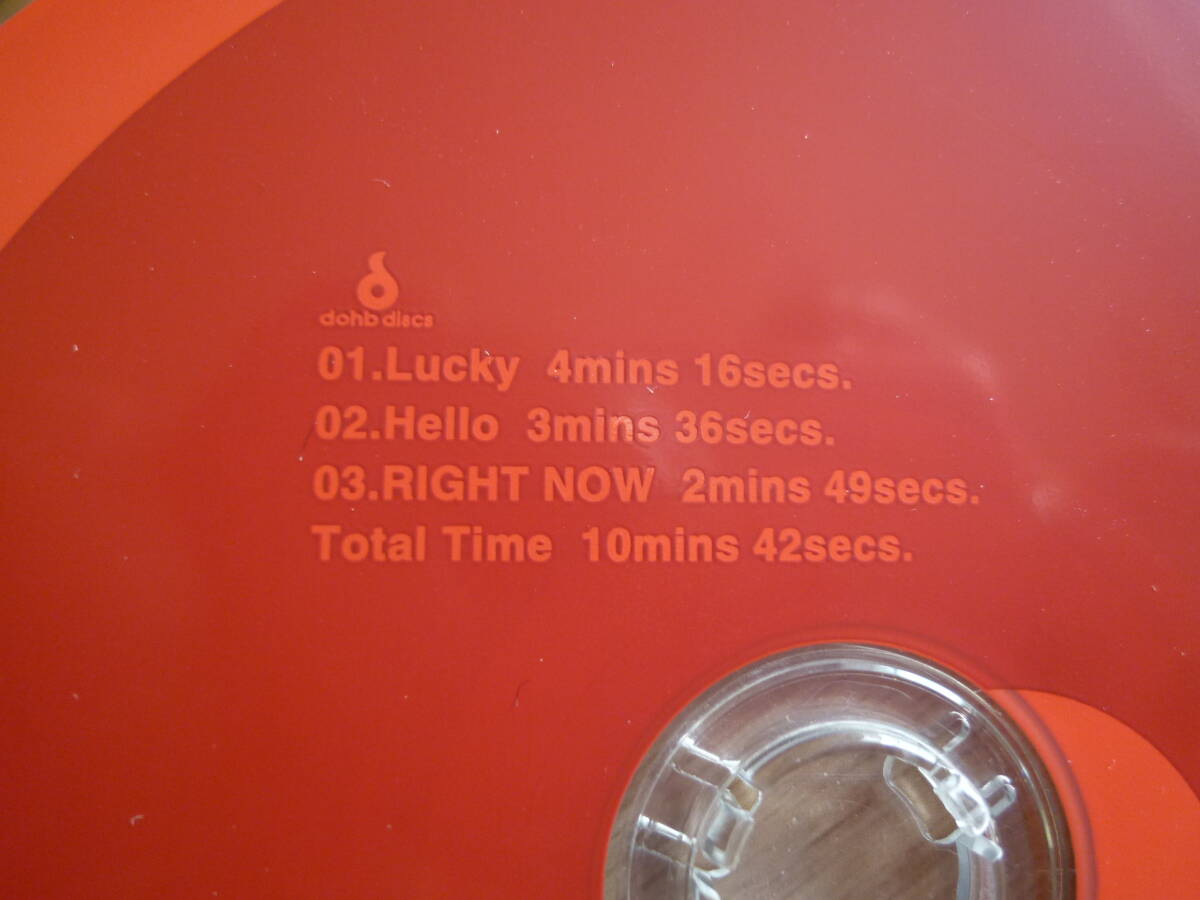 dohb discs
01.Lucky 4mins 16secs.
02.Hello 3mins 36secs.
03.RIGHT NOW 2mins 49secs.
Total Time 10mins 42secs.